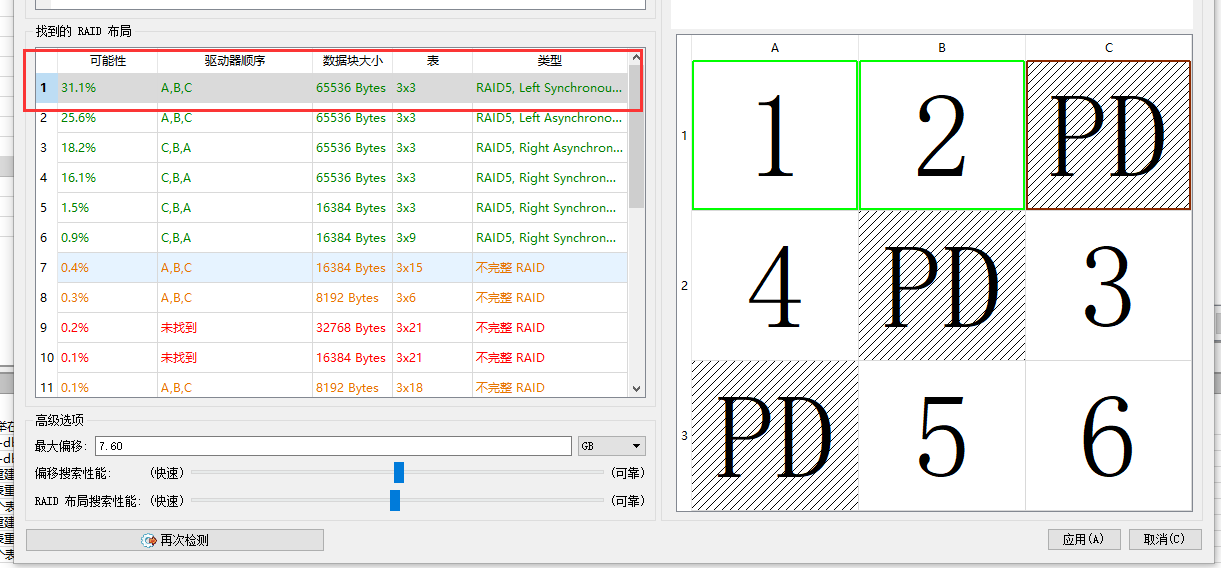 找到的 RAID 布局
可能性 驱动器顺序 数据块大小 表 类型
1 31.1% A,B,C 65536 Bytes 3x3 RAID5, Left Synchronou...
2 25.6% A,B,C 65536 Bytes 3x3 RAID5, Left Asynchrono...
3 18.2% C,B,A 65536 Bytes 3x3 RAID5, Right Asynchron...
4 16.1% C,B,A 65536 Bytes 3x3 RAID5, Right Synchron...
5 1.5% C,B,A 16384 Bytes 3x3 RAID5, Right Synchron...
6 0.9% C,B,A 16384 Bytes 3x9 RAID5, Right Synchron...
7 0.4% A,B,C 16384 Bytes 3x15 不完整 RAID
8 0.3% A,B,C 8192 Bytes 3x6 不完整 RAID
9 0.2% 未找到 32768 Bytes 3x21 不完整 RAID
10 0.1% 未找到 16384 Bytes 3x21 不完整 RAID
11 0.1% A,B,C 8192 Bytes 3x18 不完整 RAID
高级选项
最大偏移: 7.60 GB
偏移搜索性能: (快速) (可靠)
RAID 布局搜索性能: (快速) (可靠)
再次检测
A B C
1 1 2 PD
2 4 PD 3
3 PD 5 6
应用(A) 取消(C)